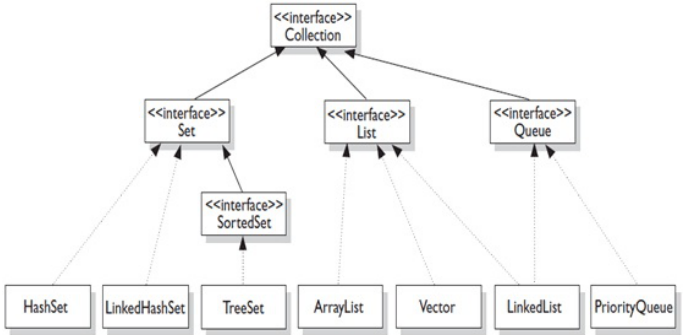 <<interface>>
Collection
<<interface>>
Set
<<interface>>
List
<<interface>>
Queue
<<interface>>
SortedSet
HashSet
LinkedHashSet
TreeSet
ArrayList
Vector
LinkedList
PriorityQueue